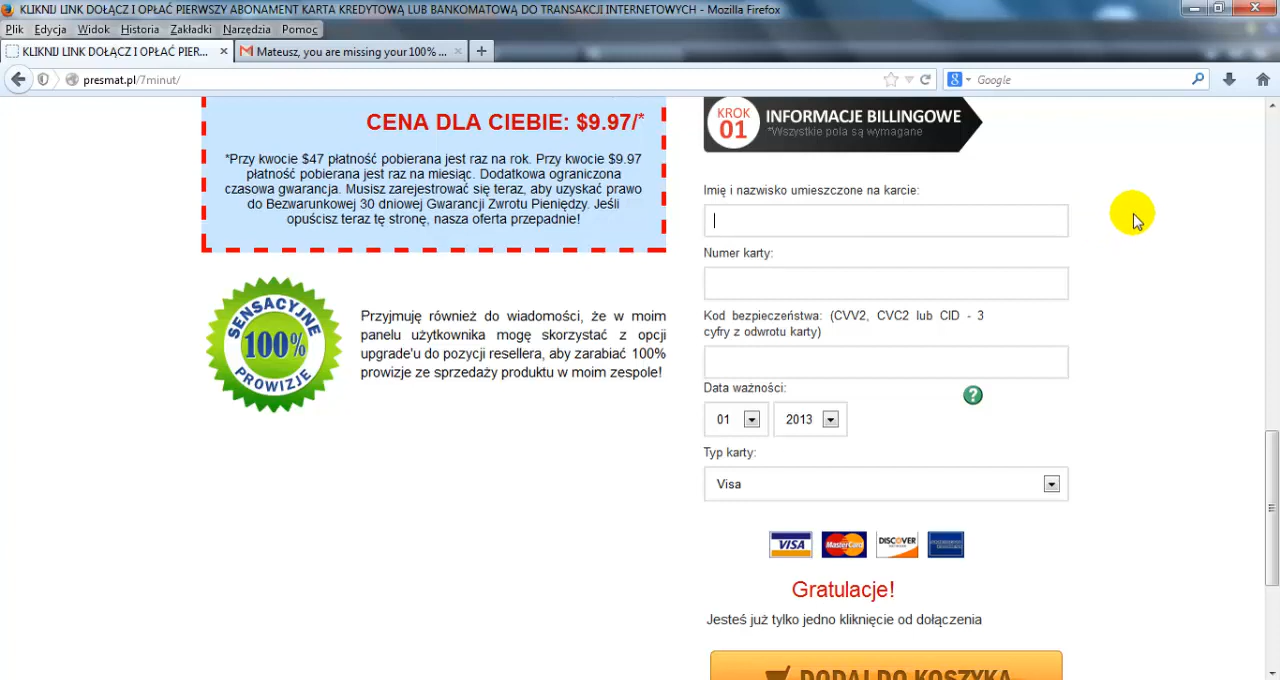 KLIKNIJ LINK DOŁĄCZ I OPŁAĆ PIERWSZY ABONAMENT KARTA KREDYTOWĄ LUB BANKOMATOWĄ DO TRANSAKCJI INTERNETOWYCH - Mozilla Firefox
Plik Edycja Widok Historia Zakładki Narzędzia Pomoc
KLIKNIJ LINK DOŁĄCZ I OPŁAĆ PIER... × Mateusz, you are missing your 100% ... × +
presmat.pl/7minut/
Google
CENA DLA CIEBIE: $9.97/*
*Przy kwocie $47 płatność pobierana jest raz na rok. Przy kwocie $9.97
płatność pobierana jest raz na miesiąc. Dodatkowa ograniczona
czasowa gwarancja. Musisz zarejestrować się teraz, aby uzyskać prawo
do Bezwarunkowej 30 dniowej Gwarancji Zwrotu Pieniędzy. Jeśli
opuścisz teraz tę stronę, nasza oferta przepadnie!
SENSACYJNE
100%
PROWIZJE
Przyjmuję również do wiadomości, że w moim
panelu użytkownika mogę skorzystać z opcji
upgrade'u do pozycji resellera, aby zarabiać 100%
prowizje ze sprzedaży produktu w moim zespole!
KROK
01
INFORMACJE BILLINGOWE
*Wszystkie pola są wymagane
Imię i nazwisko umieszczone na karcie:
Numer karty:
Kod bezpieczeństwa: (CVV2, CVC2 lub CID - 3
cyfry z odwrotu karty)
Data ważności:
?
01 2013
Typ karty:
Visa
VISA MasterCard DISCOVER
Gratulacje!
Jesteś już tylko jedno kliknięcie od dołączenia
DODAJ DO KOSZYKA